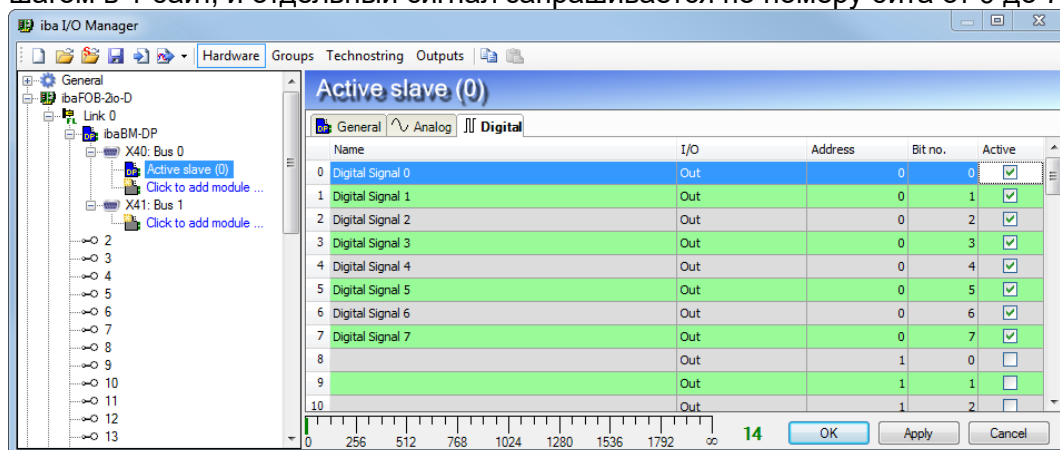 шагом в 1 байт, и отдельный сигнал запрашивается по номеру бита от 0 до 7
iba I/O Manager
Hardware Groups Technostring Outputs
General
ibaFOB-2io-D
Link 0
ibaBM-DP
X40: Bus 0
Active slave (0)
Click to add module ...
X41: Bus 1
Click to add module ...
2
3
4
5
6
7
8
9
10
11
12
13
Active slave (0)
General Analog Digital
Name I/O Address Bit no. Active
0 Digital Signal 0 Out 0 0
1 Digital Signal 1 Out 0 1
2 Digital Signal 2 Out 0 2
3 Digital Signal 3 Out 0 3
4 Digital Signal 4 Out 0 4
5 Digital Signal 5 Out 0 5
6 Digital Signal 6 Out 0 6
7 Digital Signal 7 Out 0 7
8 Out 1 0
9 Out 1 1
10 Out 1 2
0 256 512 768 1024 1280 1536 1792 ∞ 14 OK Apply Cancel